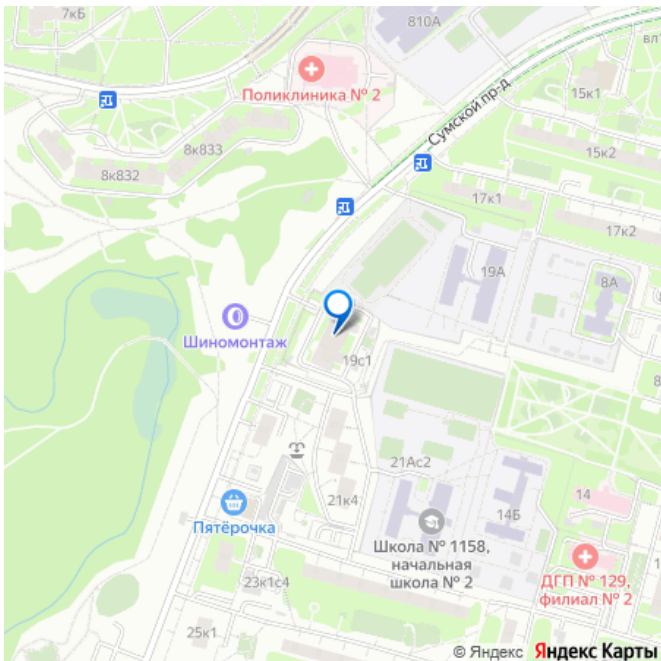 7кБ
810А
вл
Поликлиника № 2
Сумской пр-д
15к1
8к833
15к2
8к832
17к1
17к2
19А
8А
Шиномонтаж
19с1
8
21Ас2
14
21к4
14Б
Пятёрочка
Школа № 1158,
начальная
школа № 2
ДГП № 129,
филиал № 2
23к1с4
25к1
© Яндекс Яндекс Карты